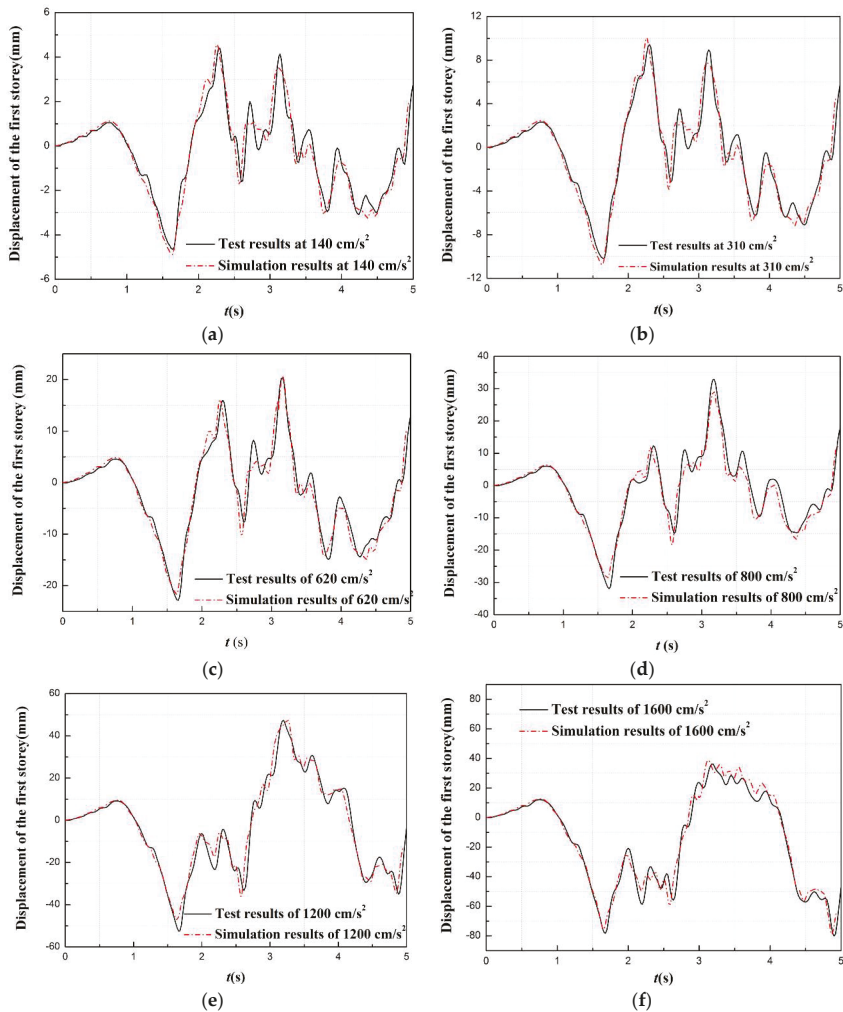 Displacement of the first storey(mm)
6
4
2
0
-2
-4
-6
Test results at 140 cm/s²
Simulation results at 140 cm/s²
0 1 2 3 4 5
t(s)
(a)
Displacement of the first storey (mm)
12
8
4
0
-4
-8
-12
Test results at 310 cm/s²
Simulation results at 310 cm/s²
0 1 2 3 4 5
t(s)
(b)
Displacement of the first storey (mm)
20
10
0
-10
-20
Test results of 620 cm/s²
Simulation results of 620 cm/s²
0 1 2 3 4 5
t (s)
(c)
Displacement of the first storey (mm)
40
30
20
10
0
-10
-20
-30
-40
Test results of 800 cm/s²
Simulation results of 800 cm/s²
0 1 2 3 4 5
t (s)
(d)
Displacement of the first storey(mm)
60
40
20
0
-20
-40
-60
Test results of 1200 cm/s²
Simulation results of 1200 cm/s²
0 1 2 3 4 5
t(s)
(e)
Displacement of the first storey(mm)
80
60
40
20
0
-20
-40
-60
-80
Test results of 1600 cm/s²
Simulation results of 1600 cm/s²
0 1 2 3 4 5
t(s)
(f)